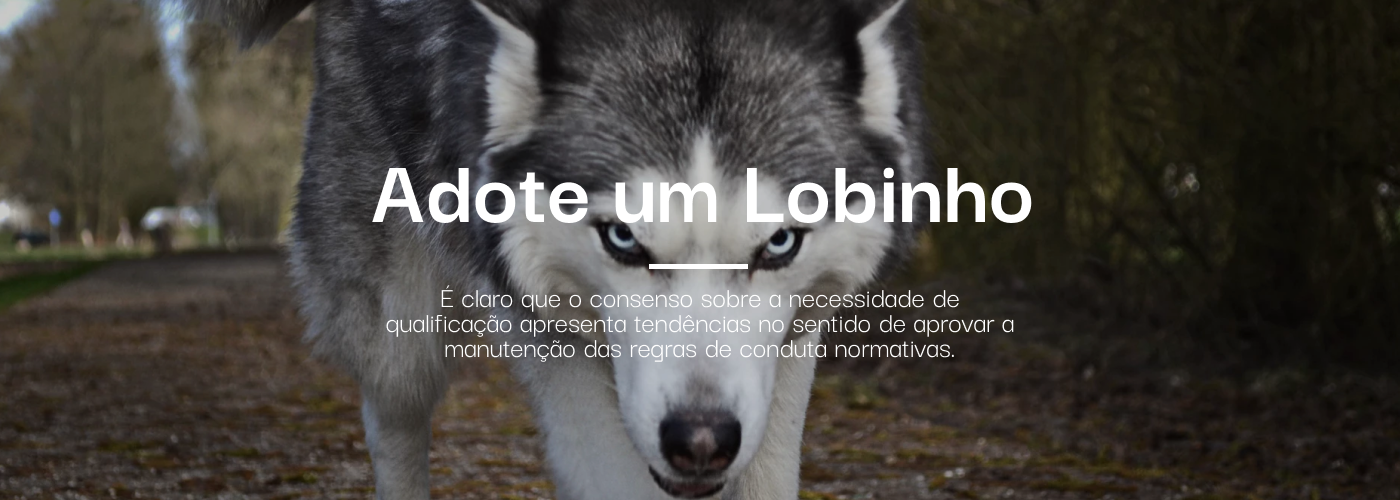 Adote um Lobinho
É claro que o consenso sobre a necessidade de
qualificação apresenta tendências no sentido de aprovar a
manutenção das regras de conduta normativas.